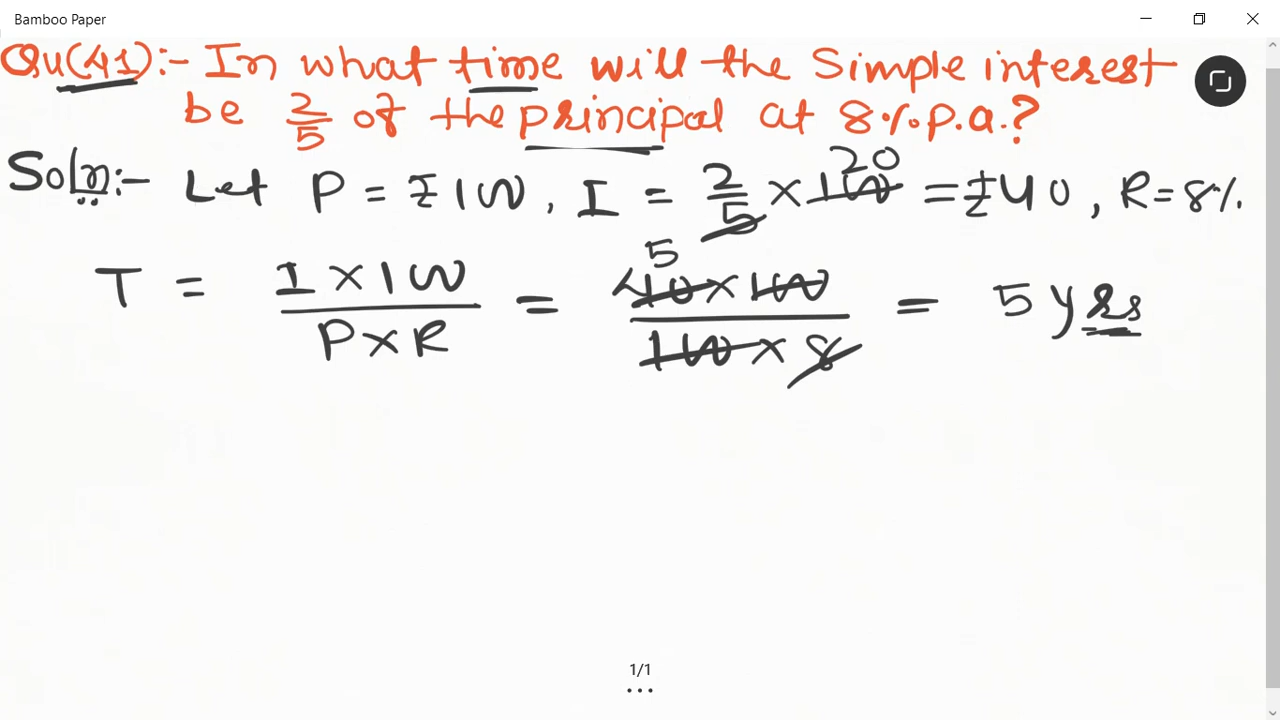 Bamboo Paper
Qu(41):- In what time will the Simple interest
be 2/5 of the principal at 8% p.a.?
Soln:- Let P = ₹100, I = 2/5 × 100 20 = ₹40, R = 8%
T = I × 100 / P × R = 40 × 100 / 100 × 8 5 = 5 yrs
1/1